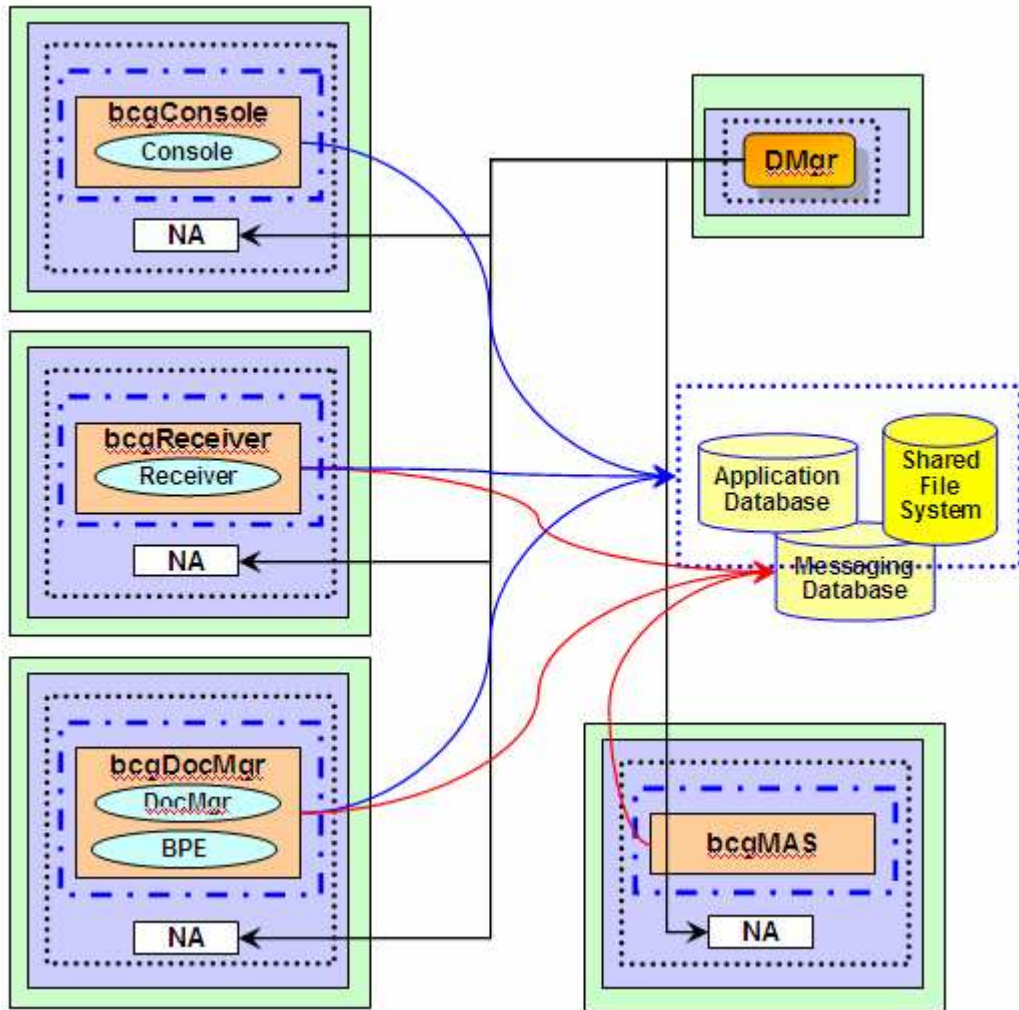 bcgConsole
Console
NA
DMgr
bcgReceiver
Receiver
NA
Application
Database
Shared
File
System
Messaging
Database
bcgDocMgr
DocMgr
BPE
NA
bcgMAS
NA